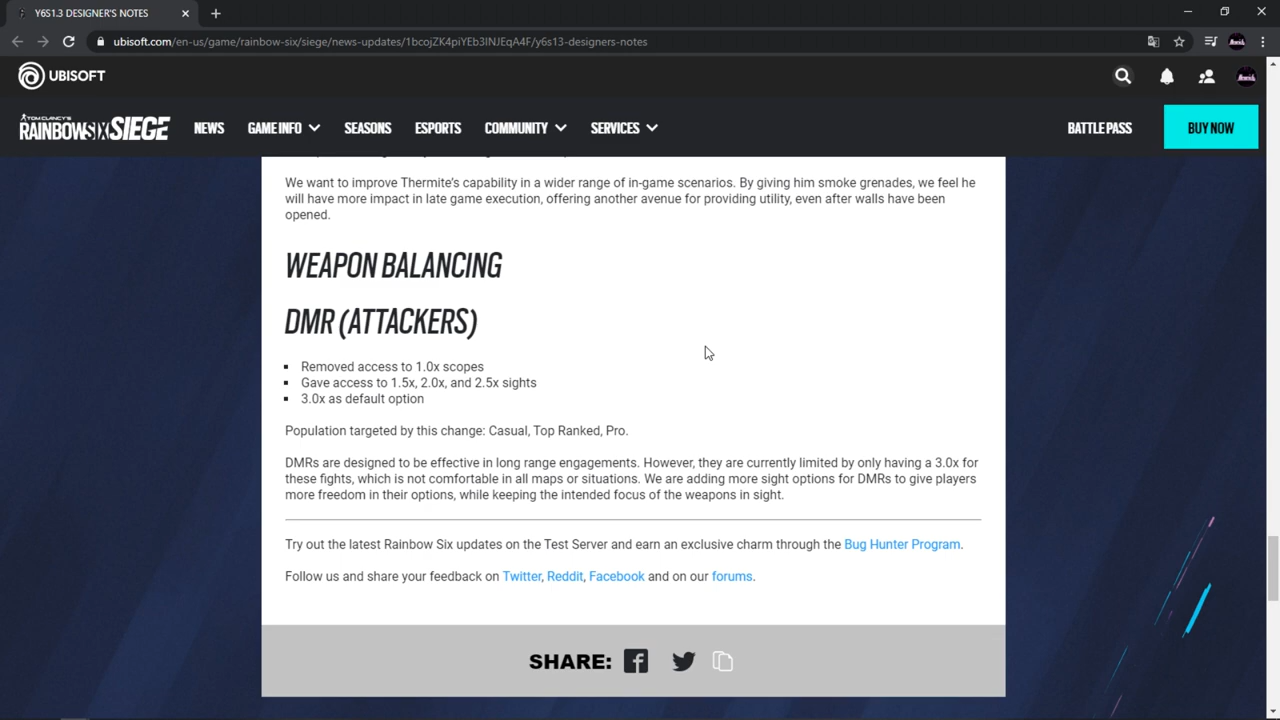 Y6S1.3 DESIGNER'S NOTES
ubisoft.com/en-us/game/rainbow-six/siege/news-updates/1bcojZK4piYEb3INJEqA4F/y6s13-designers-notes
UBISOFT
TOM CLANCY'S
RAINBOWSIX SIEGE
NEWS GAME INFO SEASONS ESPORTS COMMUNITY SERVICES BATTLE PASS BUY NOW
We want to improve Thermite's capability in a wider range of in-game scenarios. By giving him smoke grenades, we feel he
will have more impact in late game execution, offering another avenue for providing utility, even after walls have been
opened.
WEAPON BALANCING
DMR (ATTACKERS)
▪ Removed access to 1.0x scopes
▪ Gave access to 1.5x, 2.0x, and 2.5x sights
▪ 3.0x as default option
Population targeted by this change: Casual, Top Ranked, Pro.
DMRs are designed to be effective in long range engagements. However, they are currently limited by only having a 3.0x for
these fights, which is not comfortable in all maps or situations. We are adding more sight options for DMRs to give players
more freedom in their options, while keeping the intended focus of the weapons in sight.
Try out the latest Rainbow Six updates on the Test Server and earn an exclusive charm through the Bug Hunter Program.
Follow us and share your feedback on Twitter, Reddit, Facebook and on our forums.
SHARE: